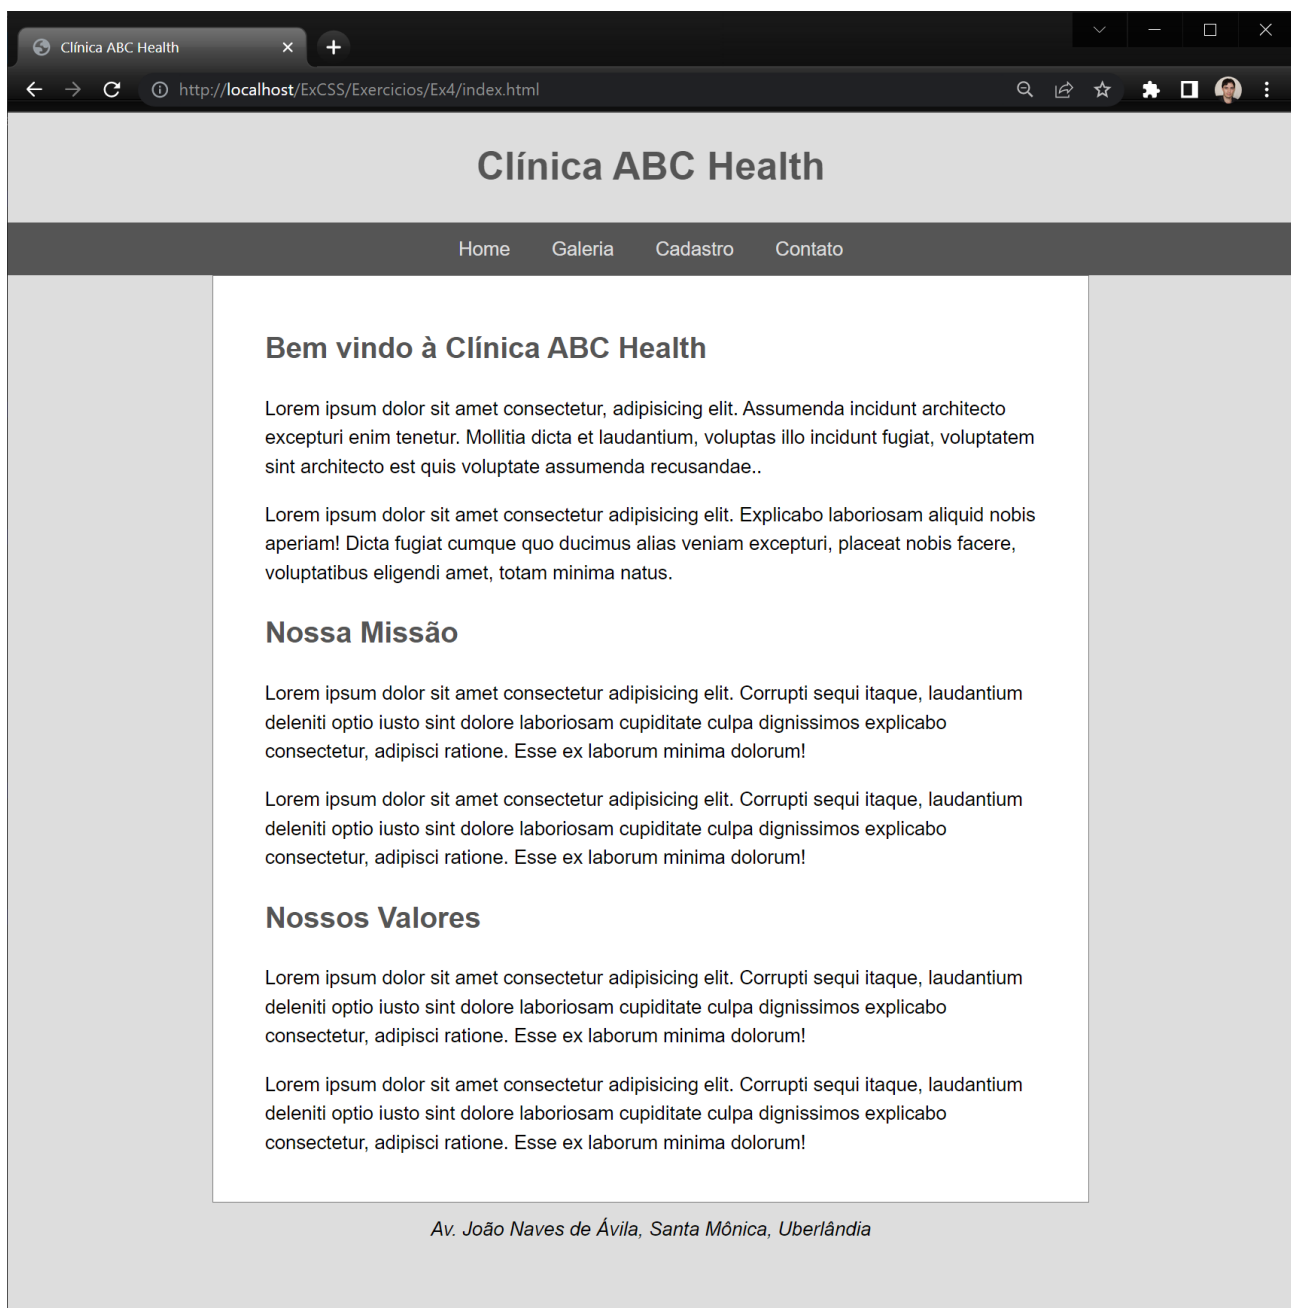 Clínica ABC Health
http://localhost/ExCSS/Exercicios/Ex4/index.html
Clínica ABC Health
Home Galeria Cadastro Contato
Bem vindo à Clínica ABC Health
Lorem ipsum dolor sit amet consectetur, adipisicing elit. Assumenda incidunt architecto
excepturi enim tenetur. Mollitia dicta et laudantium, voluptas illo incidunt fugiat, voluptatem
sint architecto est quis voluptate assumenda recusandae..
Lorem ipsum dolor sit amet consectetur adipisicing elit. Explicabo laboriosam aliquid nobis
aperiam! Dicta fugiat cumque quo ducimus alias veniam excepturi, placeat nobis facere,
voluptatibus eligendi amet, totam minima natus.
Nossa Missão
Lorem ipsum dolor sit amet consectetur adipisicing elit. Corrupti sequi itaque, laudantium
deleniti optio iusto sint dolore laboriosam cupiditate culpa dignissimos explicabo
consectetur, adipisci ratione. Esse ex laborum minima dolorum!
Lorem ipsum dolor sit amet consectetur adipisicing elit. Corrupti sequi itaque, laudantium
deleniti optio iusto sint dolore laboriosam cupiditate culpa dignissimos explicabo
consectetur, adipisci ratione. Esse ex laborum minima dolorum!
Nossos Valores
Lorem ipsum dolor sit amet consectetur adipisicing elit. Corrupti sequi itaque, laudantium
deleniti optio iusto sint dolore laboriosam cupiditate culpa dignissimos explicabo
consectetur, adipisci ratione. Esse ex laborum minima dolorum!
Lorem ipsum dolor sit amet consectetur adipisicing elit. Corrupti sequi itaque, laudantium
deleniti optio iusto sint dolore laboriosam cupiditate culpa dignissimos explicabo
consectetur, adipisci ratione. Esse ex laborum minima dolorum!
Av. João Naves de Ávila, Santa Mônica, Uberlândia